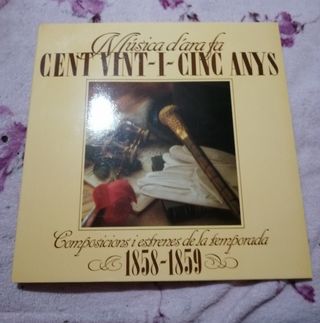 Música d'ara fa
CENT VINT-I-CINC ANYS
Composicions i estrenes de la temporada
1858-1859